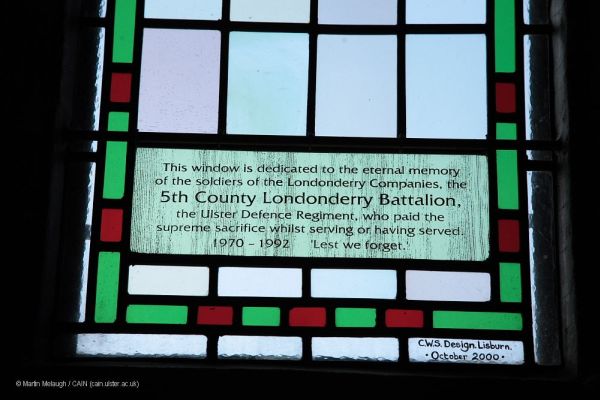 This window is dedicated to the eternal memory
of the soldiers of the Londonderry Companies, the
5th County Londonderry Battalion,
the Ulster Defence Regiment, who paid the
supreme sacrifice whilst serving or having served.
1970 - 1992 'Lest we forget.'
C.W.S. Design. Lisburn.
· October 2000 ·
© Martin Melaugh / CAIN (cain.ulster.ac.uk)